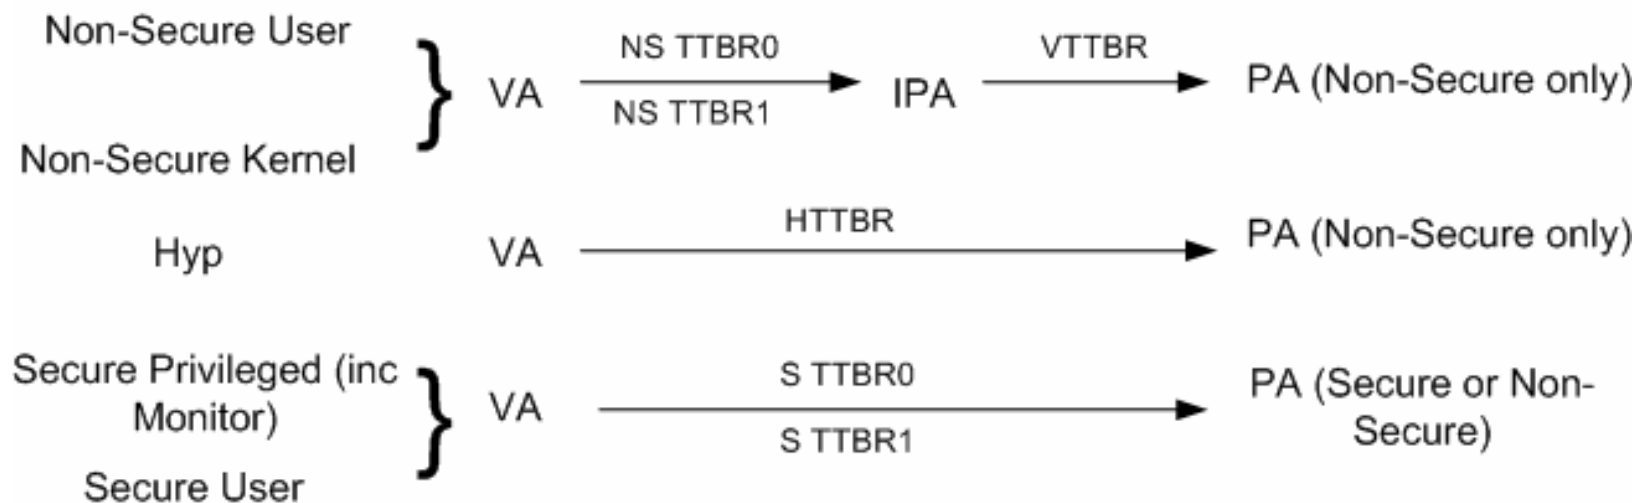 Non-Secure User
Non-Secure Kernel
VA
NS TTBR0
NS TTBR1
IPA
VTTBR
PA (Non-Secure only)
Hyp
VA
HTTBR
PA (Non-Secure only)
Secure Privileged (inc
Monitor)
Secure User
VA
S TTBR0
S TTBR1
PA (Secure or Non-
Secure)